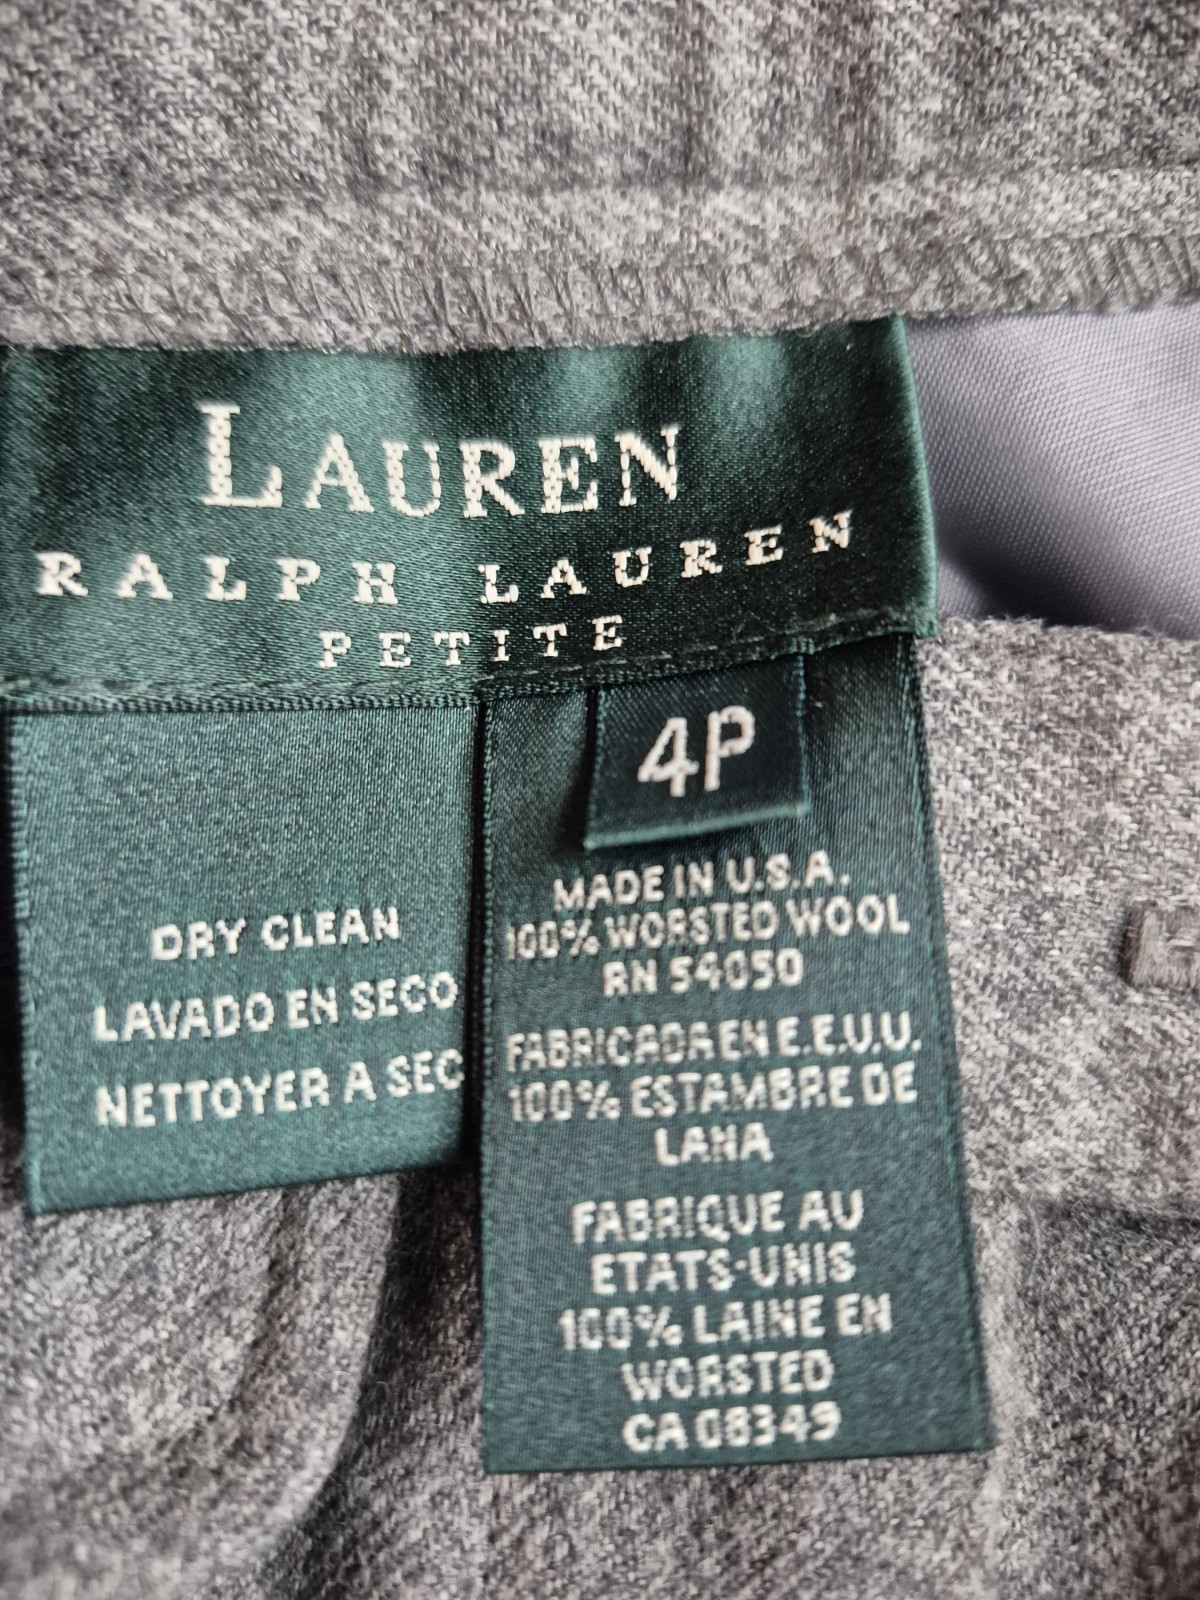 LAUREN
RALPH LAUREN
PETITE
4P
DRY CLEAN
LAVADO EN SECO
NETTOYER A SEC
MADE IN U.S.A.
100% WORSTED WOOL
RN 54050
FABRICADA EN E.E.U.U.
100% ESTAMBRE DE
LANA
FABRIQUE AU
ETATS-UNIS
100% LAINE EN
WORSTED
CA 08349